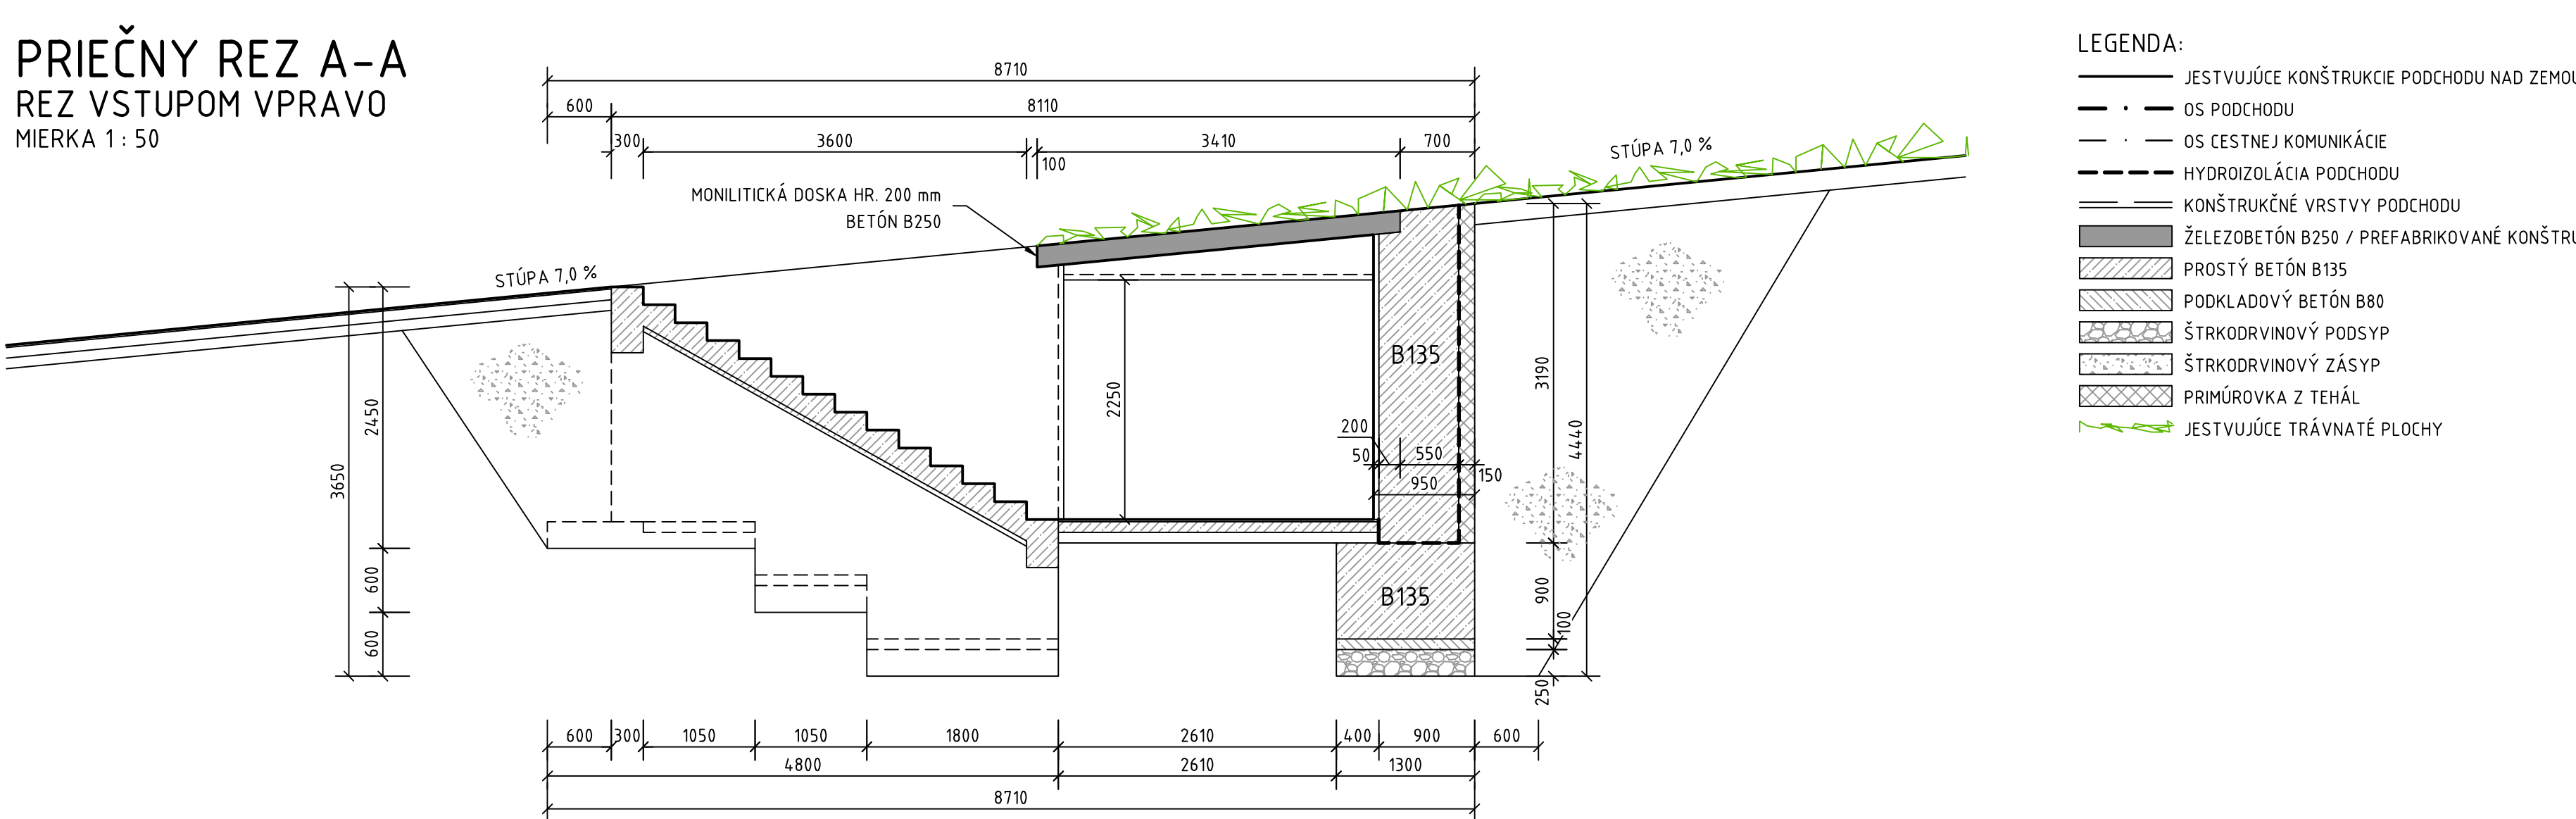 PRIEČNY REZ A-A
REZ VSTUPOM VPRAVO
MIERKA 1 : 50
8710
600 8110
300 3600 100 3410 700
MONILITICKÁ DOSKA HR. 200 mm
BETÓN B250
STÚPA 7,0 %
STÚPA 7,0 %
3650
2450
600
600
2250
B135
200
50 550 150
950
B135
3190
4440
900
100
250
600 300 1050 1050 1800 2610 400 900 600
4800 2610 1300
8710
LEGENDA:
JESTVUJÚCE KONŠTRUKCIE PODCHODU NAD ZEMOU
OS PODCHODU
OS CESTNEJ KOMUNIKÁCIE
HYDROIZOLÁCIA PODCHODU
KONŠTRUKČNÉ VRSTVY PODCHODU
ŽELEZOBETÓN B250 / PREFABRIKOVANÉ
PROSTÝ BETÓN B135
PODKLADOVÝ BETÓN B80
ŠTRKODRVINOVÝ PODSYP
ŠTRKODRVINOVÝ ZÁSYP
PRIMÚROVKA Z TEHÁL
JESTVUJÚCE TRÁVNATÉ PLOCHY